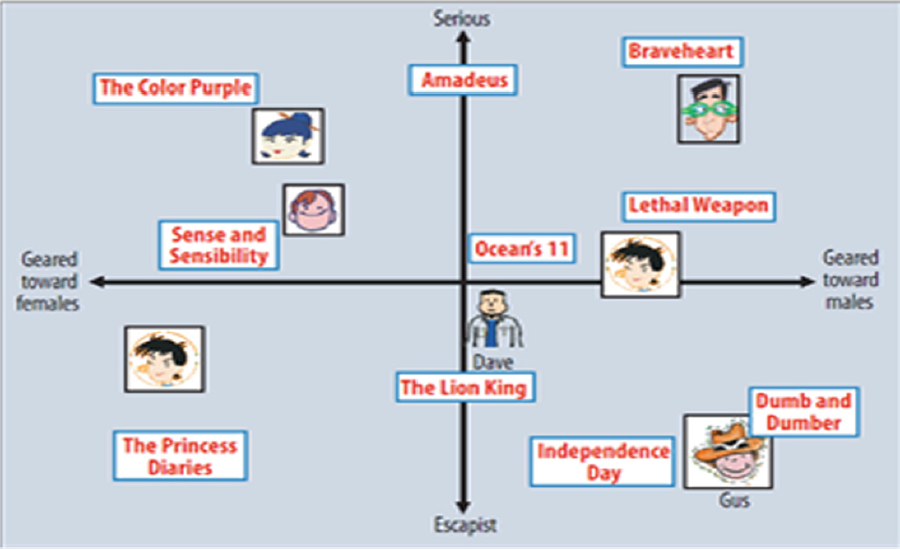 Serious
Braveheart
Amadeus
The Color Purple
Lethal Weapon
Sense and
Sensibility
Ocean's 11
Geared
toward
females
Geared
toward
males
Dave
The Lion King
Dumb and
Dumber
The Princess
Diaries
Independence
Day
Gus
Escapist